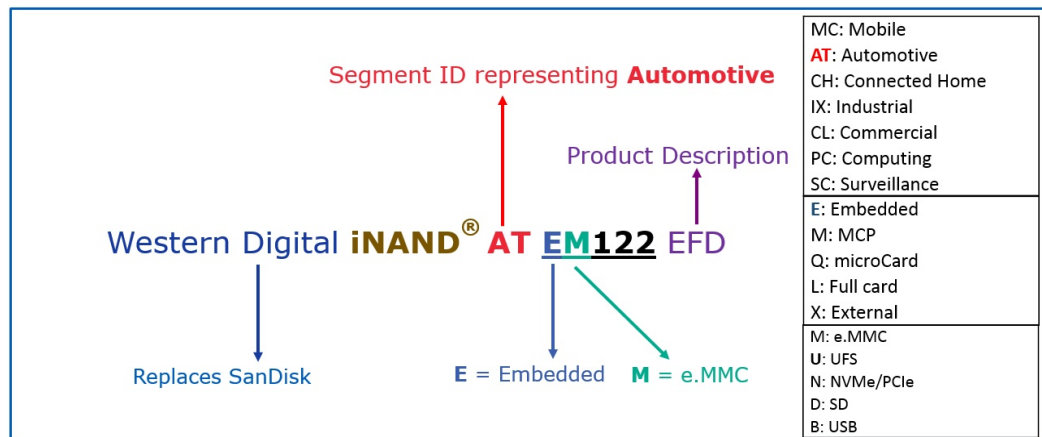 Segment ID representing Automotive
Product Description
Western Digital iNAND® AT EM122 EFD
Replaces SanDisk
E = Embedded
M = e.MMC
MC: Mobile
AT: Automotive
CH: Connected Home
IX: Industrial
CL: Commercial
PC: Computing
SC: Surveillance
E: Embedded
M: MCP
Q: microCard
L: Full card
X: External
M: e.MMC
U: UFS
N: NVMe/PCIe
D: SD
B: USB